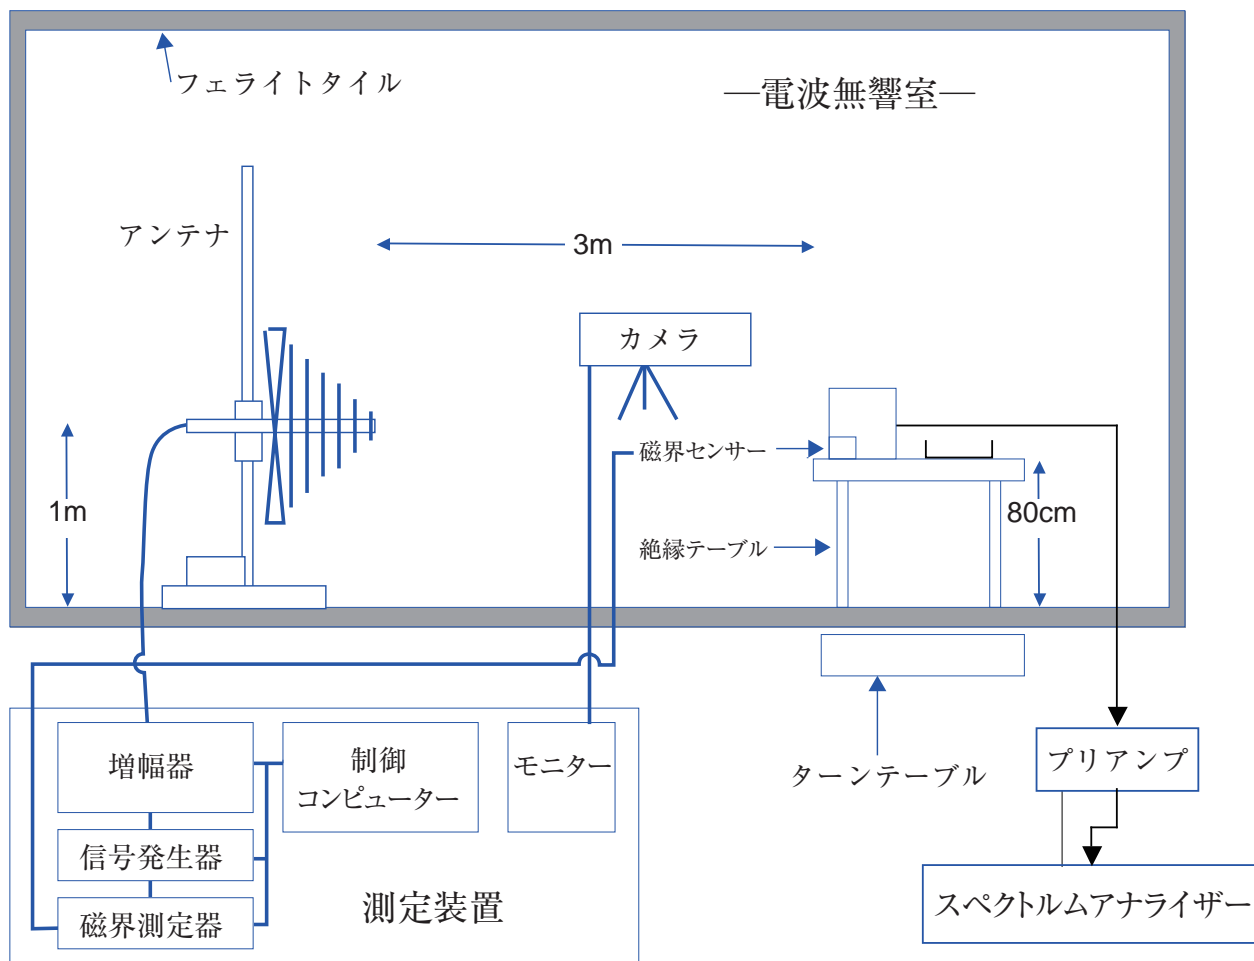 フェライトタイル
―電波無響室―
アンテナ
3m
カメラ
磁界センサー
1m
80cm
絶縁テーブル
増幅器
制御
コンピューター
モニター
ターンテーブル
プリアンプ
信号発生器
磁界測定器
測定装置
スペクトルムアナライザー